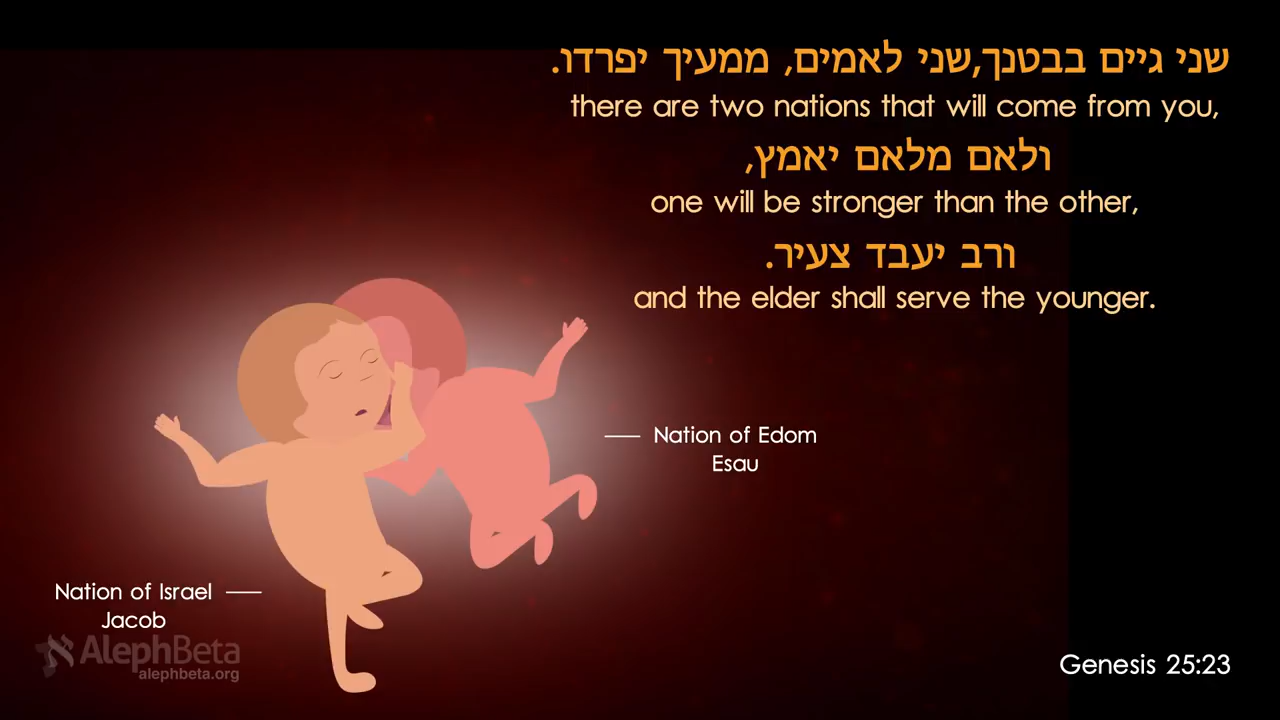 שני גיים בבטנך,שני לאמים, ממעיך יפרדו.
there are two nations that will come from you,
ולאם מלאם יאמץ,
one will be stronger than the other,
ורב יעבד צעיר.
and the elder shall serve the younger.
Nation of Edom
Esau
Nation of Israel
Jacob
AlephBeta
alephbeta.org
Genesis 25:23